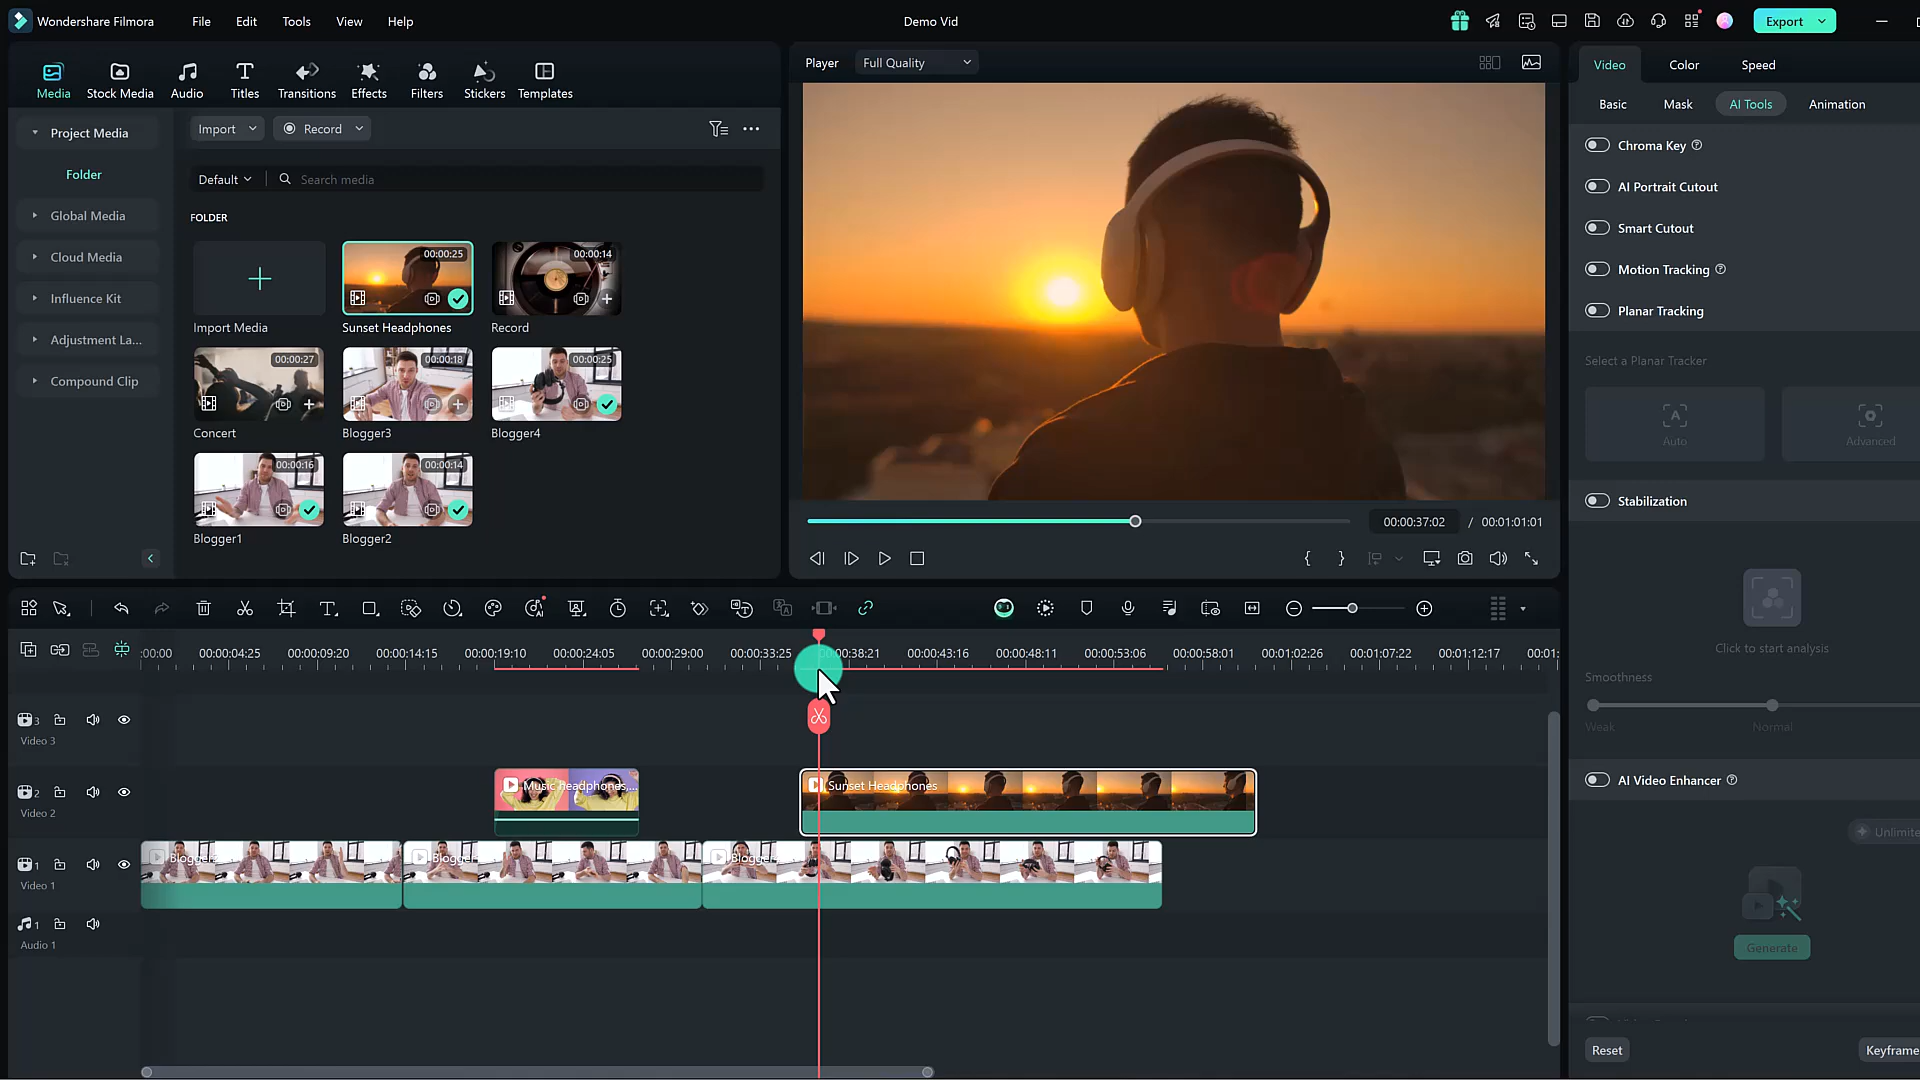 Wondershare Filmora File Edit Tools View Help Demo Vid Export
Media Stock Media Audio Titles Transitions Effects Filters Stickers Templates
Project Media
Folder
Global Media
Cloud Media
Influence Kit
Adjustment La...
Compound Clip
Import Record
Default Search media
FOLDER
00:00:25 00:00:14
Import Media Sunset Headphones Record
00:00:27 00:00:18 00:00:25
Concert Blogger3 Blogger4
00:00:16 00:00:14
Blogger1 Blogger2
Player Full Quality
00:00:37:02 / 00:01:01:01
Video Color Speed
Basic Mask AI Tools Animation
Chroma Key
AI Portrait Cutout
Smart Cutout
Motion Tracking
Planar Tracking
Select a Planar Tracker
Auto Advanced
Stabilization
Click to start analysis
Smoothness
Weak Normal
AI Video Enhancer
Unlimite
Generate
Reset Keyframe
:00:00 00:00:04:25 00:00:09:20 00:00:14:15 00:00:19:10 00:00:24:05 00:00:29:00 00:00:33:25 00:38:21 00:00:43:16 00:00:48:11 00:00:53:06 00:00:58:01 00:01:02:26 00:01:07:22 00:01:12:17 00:01:
3
Video 3
2
Video 2
Music headphones,... Sunset Headphones
1
Video 1
Blogger Blogger Blogger
1
Audio 1